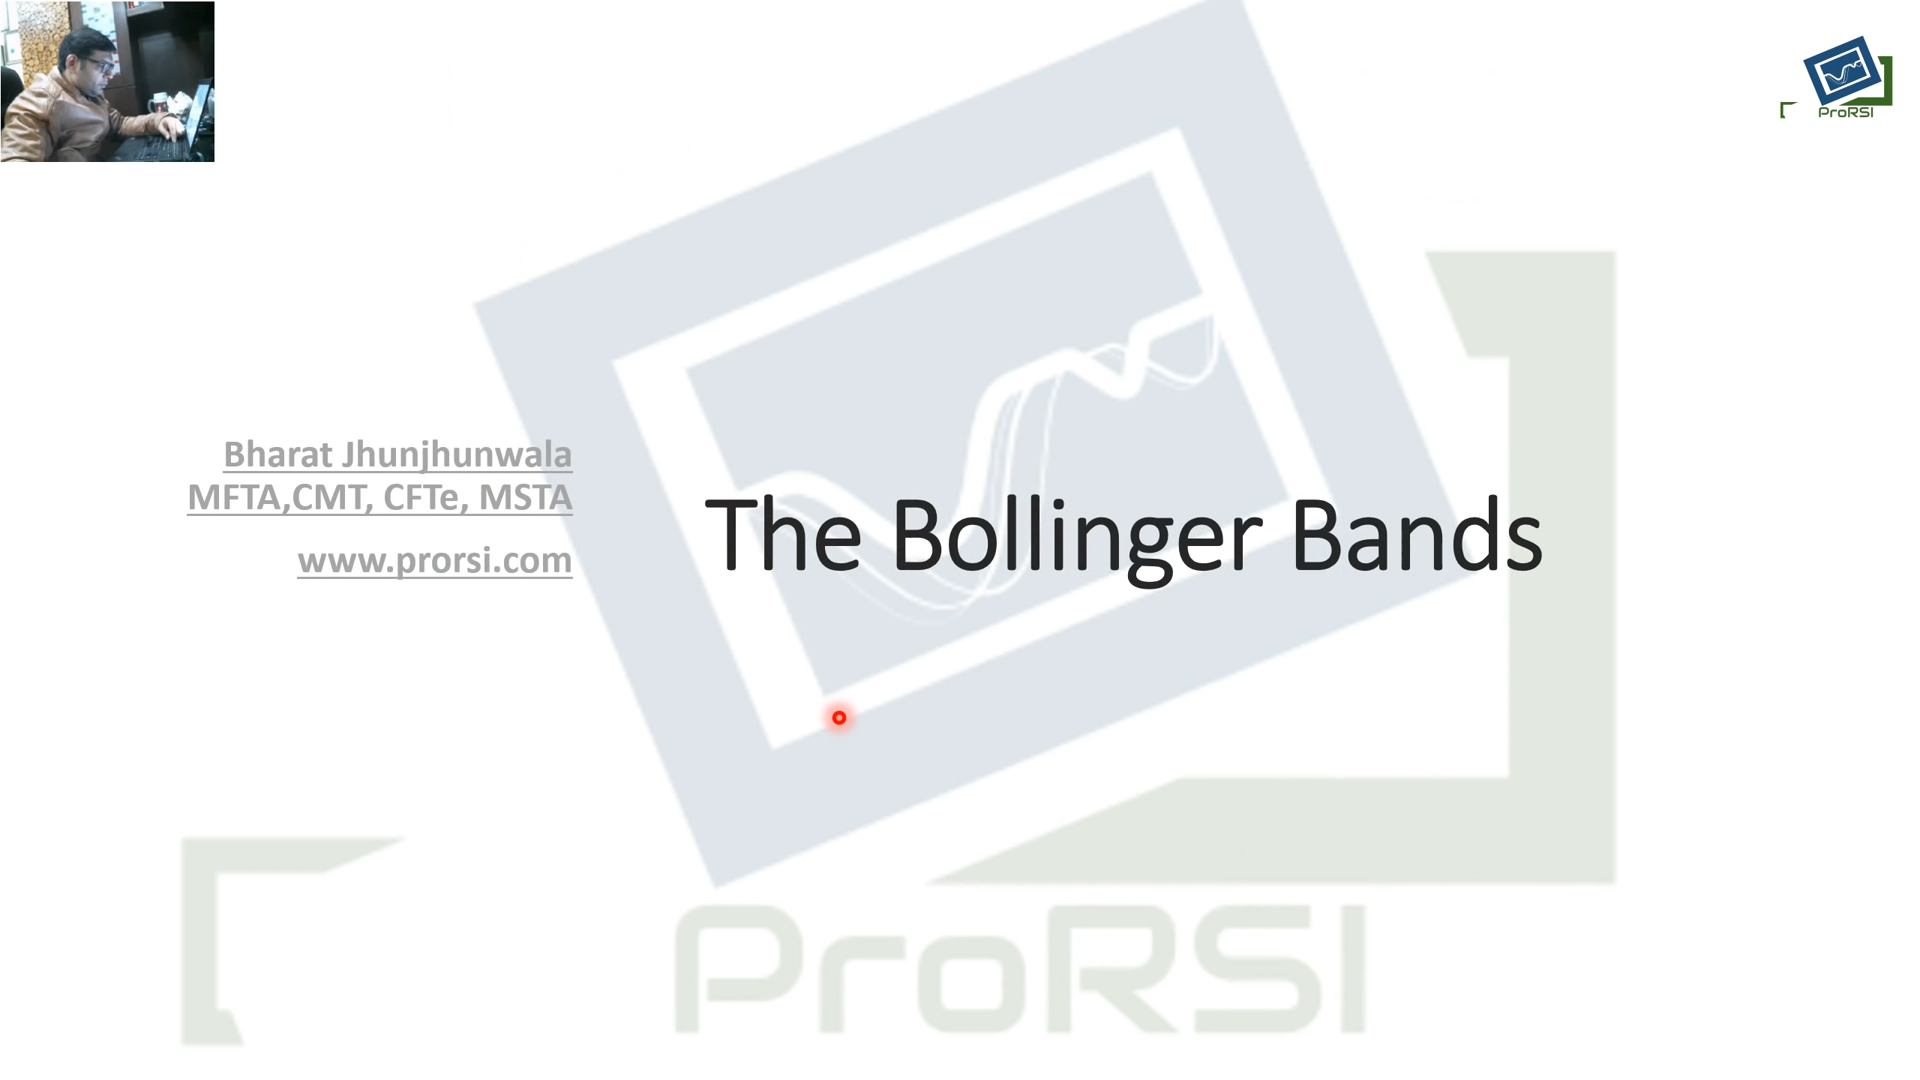 ProRSI
Bharat Jhunjhunwala
MFTA,CMT, CFTe, MSTA
www.prorsi.com
The Bollinger Bands
ProRSI